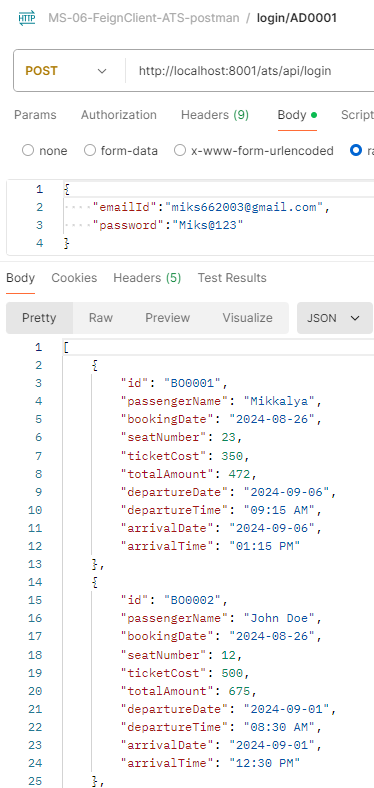 HTTP MS-06-FeignClient-ATS-postman / login/AD0001
POST http://localhost:8001/ats/api/login
Params Authorization Headers (9) Body Script
none form-data x-www-form-urlencoded ra
1 {
2 "emailId":"miks662003@gmail.com",
3 "password":"Miks@123"
4 }
Body Cookies Headers (5) Test Results
Pretty Raw Preview Visualize JSON
1 [
2 {
3 "id": "BO0001",
4 "passengerName": "Mikkalya",
5 "bookingDate": "2024-08-26",
6 "seatNumber": 23,
7 "ticketCost": 350,
8 "totalAmount": 472,
9 "departureDate": "2024-09-06",
10 "departureTime": "09:15 AM",
11 "arrivalDate": "2024-09-06",
12 "arrivalTime": "01:15 PM"
13 },
14 {
15 "id": "BO0002",
16 "passengerName": "John Doe",
17 "bookingDate": "2024-08-26",
18 "seatNumber": 12,
19 "ticketCost": 500,
20 "totalAmount": 675,
21 "departureDate": "2024-09-01",
22 "departureTime": "08:30 AM",
23 "arrivalDate": "2024-09-01",
24 "arrivalTime": "12:30 PM"
25 },